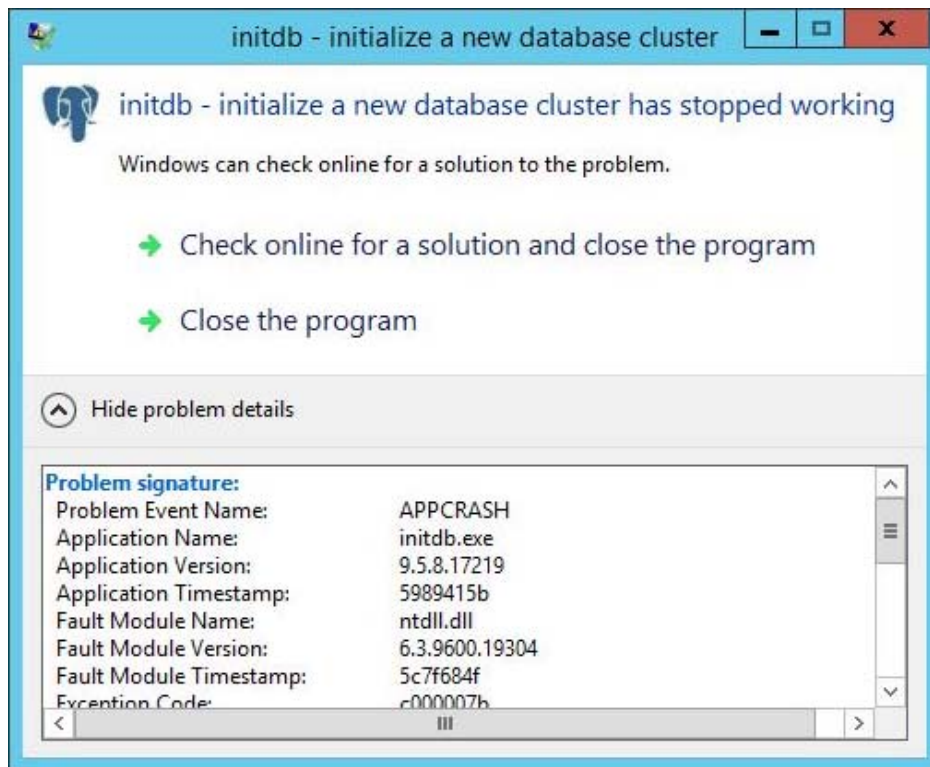 initdb - initialize a new database cluster
initdb - initialize a new database cluster has stopped working
Windows can check online for a solution to the problem.
Check online for a solution and close the program
Close the program
Hide problem details
Problem signature:
Problem Event Name: APPCRASH
Application Name: initdb.exe
Application Version: 9.5.8.17219
Application Timestamp: 5989415b
Fault Module Name: ntdll.dll
Fault Module Version: 6.3.9600.19304
Fault Module Timestamp: 5c7f684f
Exception Code: c000007b